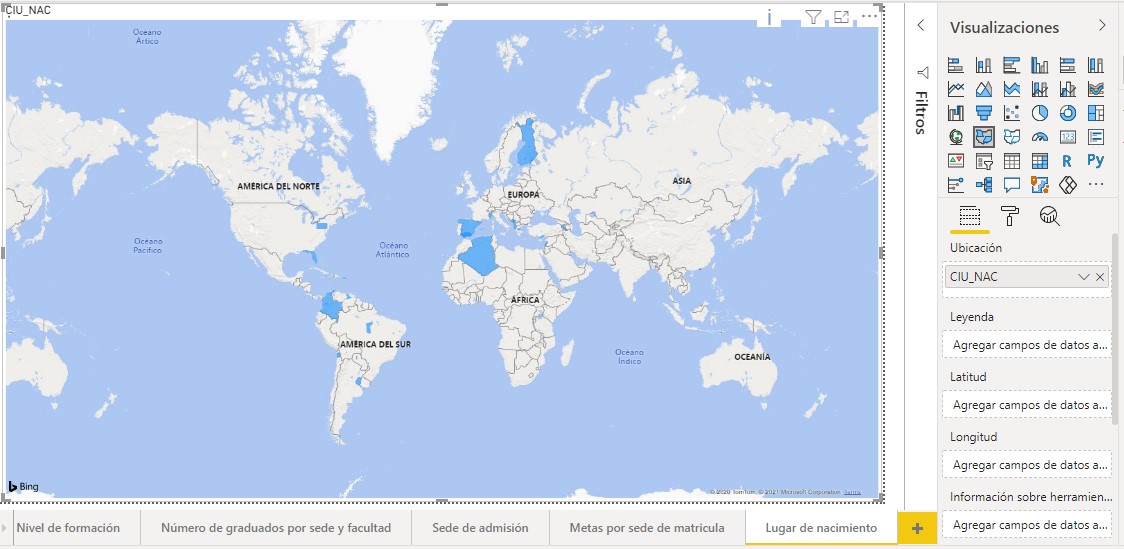 CIU_NAC
Oceano
Ártico
AMÉRICA DEL NORTE
EUROPA
ASIA
Océano
Pacífico
Océano
Atlántico
ÁFRICA
AMÉRICA DEL SUR
Océano
Índico
OCEANÍA
Bing
© 2020 TomTom, © 2021 Microsoft Corporation Terms
Filtros
Visualizaciones
123
R
Py
Ubicación
CIU_NAC
Leyenda
Agregar campos de datos a...
Latitud
Agregar campos de datos a...
Longitud
Agregar campos de datos a...
Información sobre herramien...
Agregar campos de datos a...
Nivel de formación
Número de graduados por sede y facultad
Sede de admisión
Metas por sede de matricula
Lugar de nacimiento
+